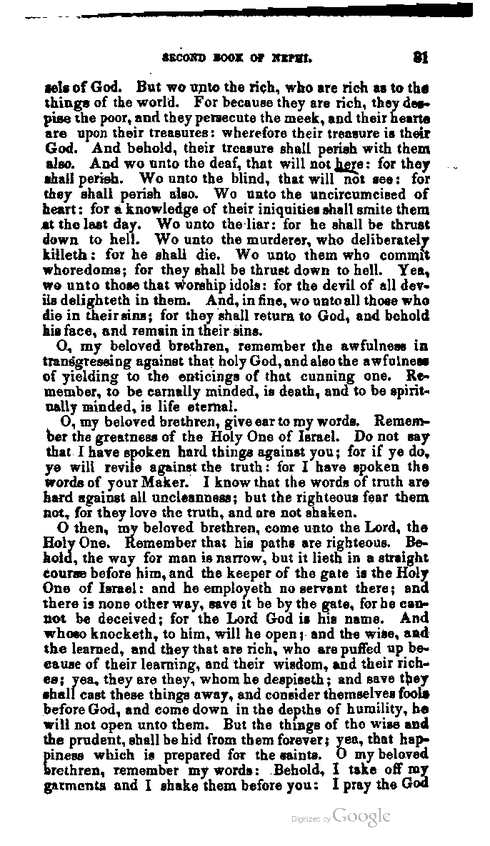 SECOND BOOK OF NEPHI. 81
sels of God. But wo unto the rich, who are rich as to the
things of the world. For because they are rich, they des-
pise the poor, and they persecute the meek, and their hearts
are upon their treasures: wherefore their treasure is their
God. And behold, their treasure shall perish with them
also. And wo unto the deaf, that will not here: for they
shall perish. Wo unto the blind, that will not see: for
they shall perish also. Wo unto the uncircumcised of
heart: for a knowledge of their iniquities shall smite them
at the last day. Wo unto the liar: for he shall be thrust
down to hell. Wo unto the murderer, who deliberately
killeth: for he shall die. Wo unto them who commit
whoredoms; for they shall be thrust down to hell. Yea,
wo unto those that worship idols: for the devil of all dev-
ils delighteth in them. And, in fine, wo unto all those who
die in their sins; for they shall return to God, and behold
his face, and remain in their sins.
O, my beloved brethren, remember the awfulness in
transgressing against that holy God, and also the awfulness
of yielding to the enticings of that cunning one. Re-
member, to be carnally minded, is death, and to be spirit-
ually minded, is life eternal.
O, my beloved brethren, give ear to my words. Remem-
ber the greatness of the Holy One of Israel. Do not say
that I have spoken hard things against you; for if ye do,
ye will revile against the truth: for I have spoken the
words of your Maker. I know that the words of truth are
hard against all uncleanness; but the righteous fear them
not, for they love the truth, and are not shaken.
O then, my beloved brethren, come unto the Lord, the
Holy One. Remember that his paths are righteous. Be-
hold, the way for man is narrow, but it lieth in a straight
course before him, and the keeper of the gate is the Holy
One of Israel: and he employeth no servant there; and
there is none other way, save it be by the gate, for he can-
not be deceived; for the Lord God is his name. And
whoso knocketh, to him, will he open; and the wise, and
the learned, and they that are rich, who are puffed up be-
cause of their learning, and their wisdom, and their rich-
es; yea, they are they, whom he despiseth; and save they
shall cast these things away, and consider themselves fools
before God, and come down in the depths of humility, he
will not open unto them. But the things of the wise and
the prudent, shall be hid from them forever; yea, that hap-
piness which is prepared for the saints. O my beloved
brethren, remember my words: Behold, I take off my
garments and I shake them before you: I pray the God
Digitized by Google